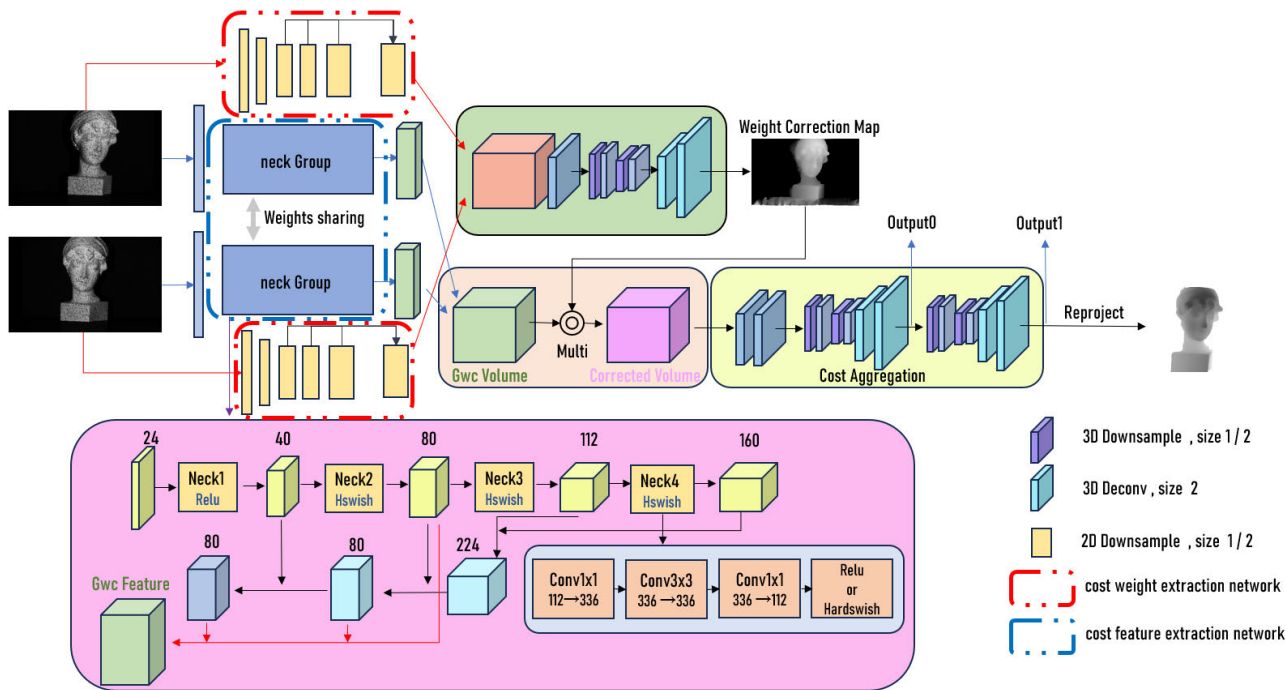 neck Group
Weights sharing
neck Group
Weight Correction Map
Output0
Output1
Reproject
Multi
Gwc Volume
Corrected Volume
Cost Aggregation
24
40
80
112
160
Neck1
Relu
Neck2
Hswish
Neck3
Hswish
Neck4
Hswish
80
80
224
Gwc Feature
Conv1x1
112→336
Conv3x3
336→336
Conv1x1
336→112
Relu
or
Hardswish
3D Downsample , size 1 / 2
3D Deconv , size 2
2D Downsample , size 1 / 2
cost weight extraction network
cost feature extraction network